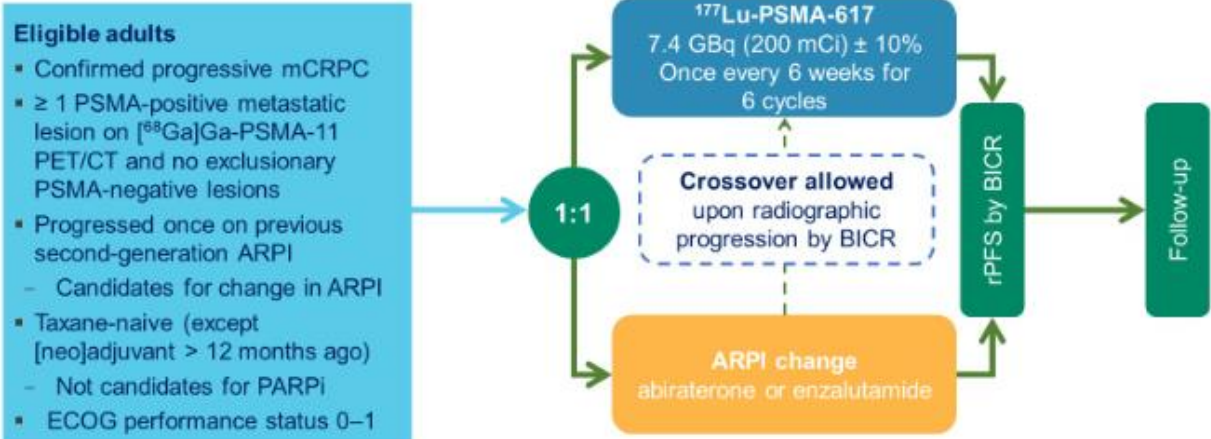 Eligible adults
▪ Confirmed progressive mCRPC
▪ ≥ 1 PSMA-positive metastatic
lesion on [⁶⁸Ga]Ga-PSMA-11
PET/CT and no exclusionary
PSMA-negative lesions
▪ Progressed once on previous
second-generation ARPI
– Candidates for change in ARPI
▪ Taxane-naive (except
[neo]adjuvant > 12 months ago)
– Not candidates for PARPi
▪ ECOG performance status 0–1
1:1
¹⁷⁷Lu-PSMA-617
7.4 GBq (200 mCi) ± 10%
Once every 6 weeks for
6 cycles
Crossover allowed
upon radiographic
progression by BICR
ARPI change
abiraterone or enzalutamide
rPFS by BICR
Follow-up